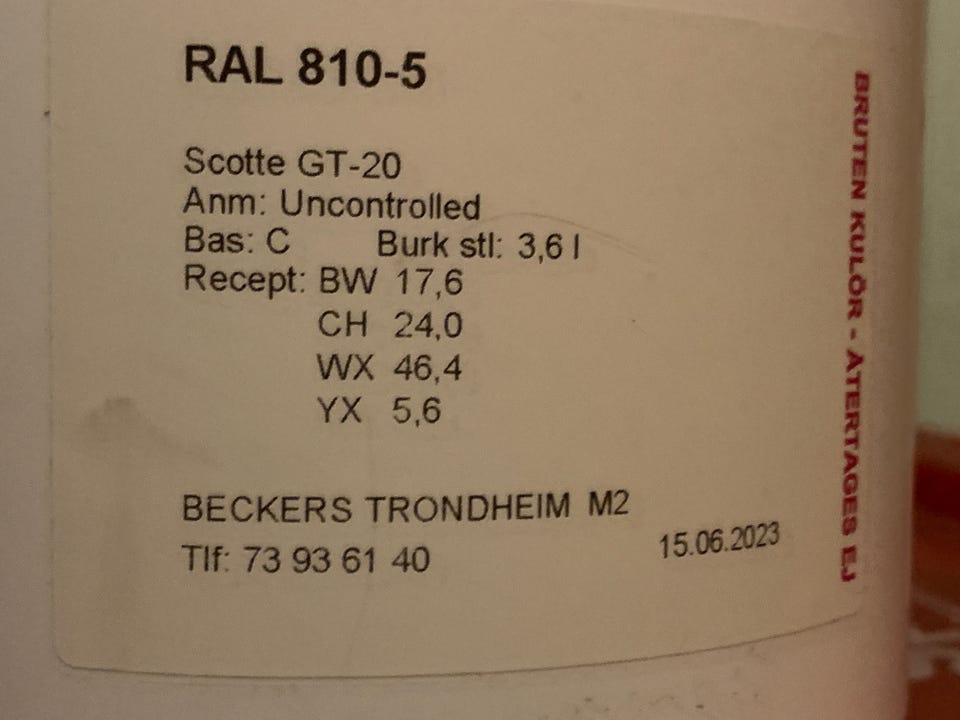 RAL 810-5
Scotte GT-20
Anm: Uncontrolled
Bas: C Burk stl: 3,6 l
Recept: BW 17,6
CH 24,0
WX 46,4
YX 5,6
BECKERS TRONDHEIM M2
Tlf: 73 93 61 40
15.06.2023
BRUTEN KULÖR - ÅTERTAGES EJ